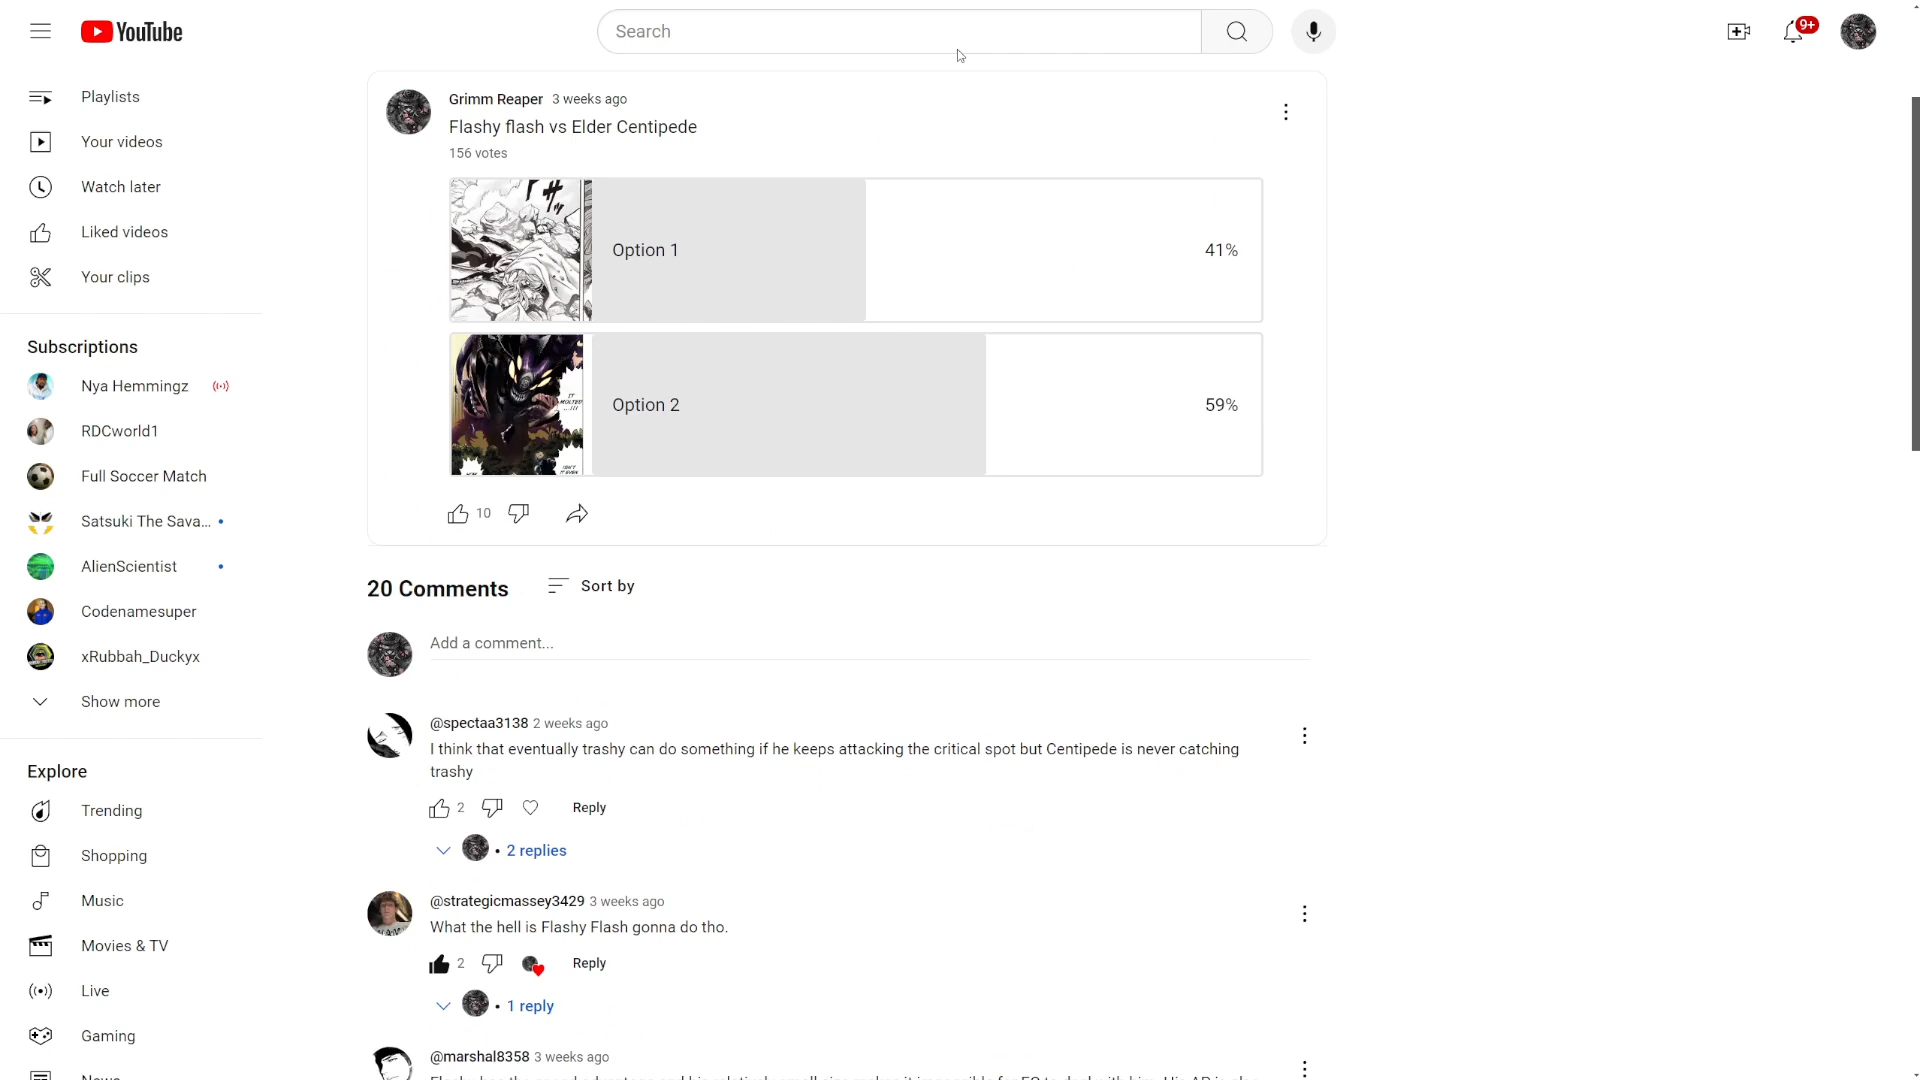 YouTube
Search
9+
Playlists
Your videos
Watch later
Liked videos
Your clips
Subscriptions
Nya Hemmingz
RDCworld1
Full Soccer Match
Satsuki The Sava...
AlienScientist
Codenamesuper
xRubbah_Duckyx
Show more
Explore
Trending
Shopping
Music
Movies & TV
Live
Gaming
News
Grimm Reaper 3 weeks ago
Flashy flash vs Elder Centipede
156 votes
Option 1 41%
IT
MOLTED
...!!!
Option 2 59%
10
20 Comments Sort by
Add a comment...
@spectaa3138 2 weeks ago
I think that eventually trashy can do something if he keeps attacking the critical spot but Centipede is never catching
trashy
2 Reply
• 2 replies
@strategicmassey3429 3 weeks ago
What the hell is Flashy Flash gonna do tho.
2 Reply
• 1 reply
@marshal8358 3 weeks ago